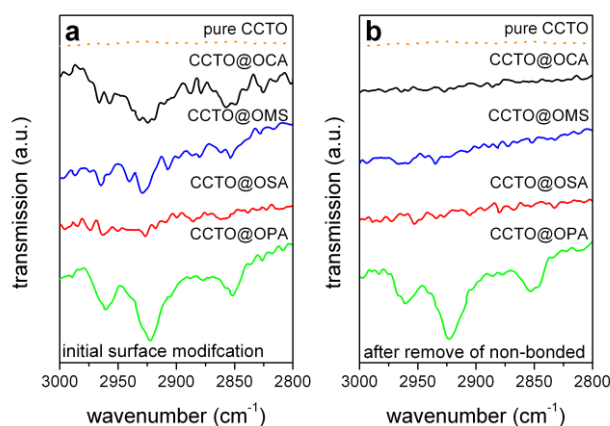 a
pure CCTO
CCTO@OCA
CCTO@OMS
CCTO@OSA
CCTO@OPA
initial surface modifcation
transmission (a.u.)
3000 2950 2900 2850 2800
wavenumber (cm-1)
b
pure CCTO
CCTO@OCA
CCTO@OMS
CCTO@OSA
CCTO@OPA
after remove of non-bonded
transmission (a.u.)
3000 2950 2900 2850 2800
wavenumber (cm-1)